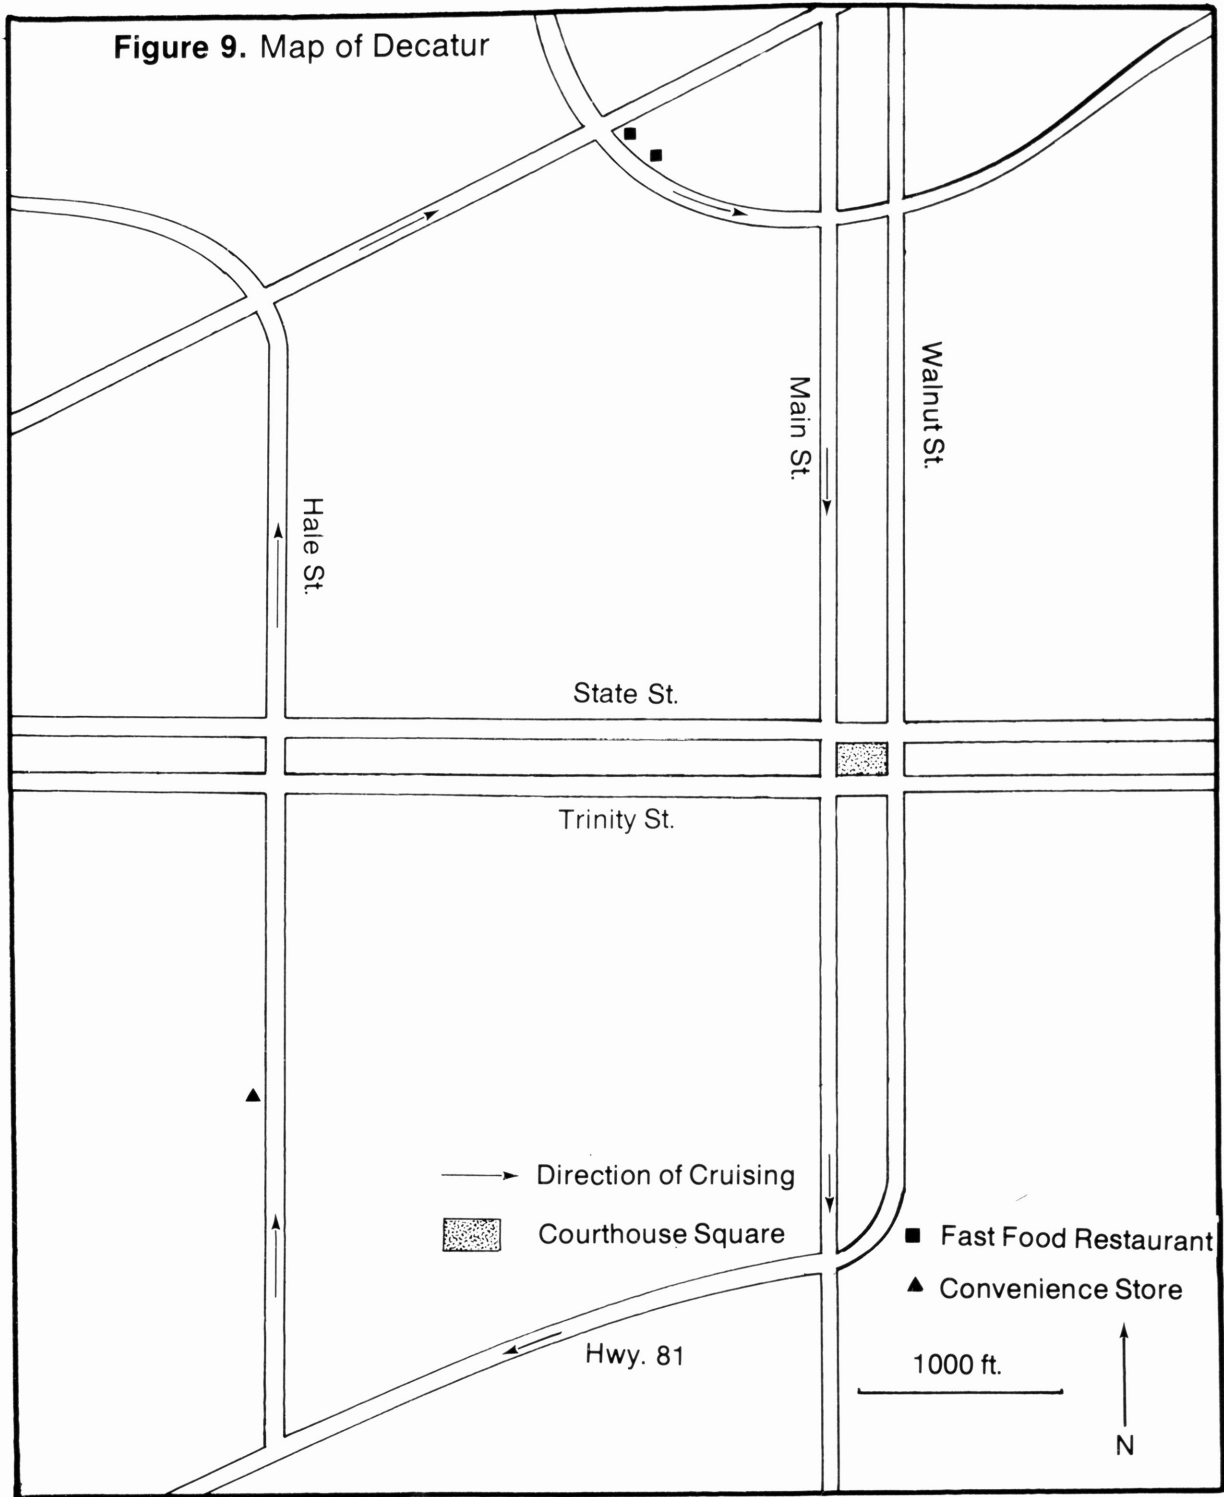 Figure 9. Map of Decatur
Main St.
Walnut St.
Hale St.
State St.
Trinity St.
Direction of Cruising
Courthouse Square
Fast Food Restaurant
Convenience Store
Hwy. 81
1000 ft.
N